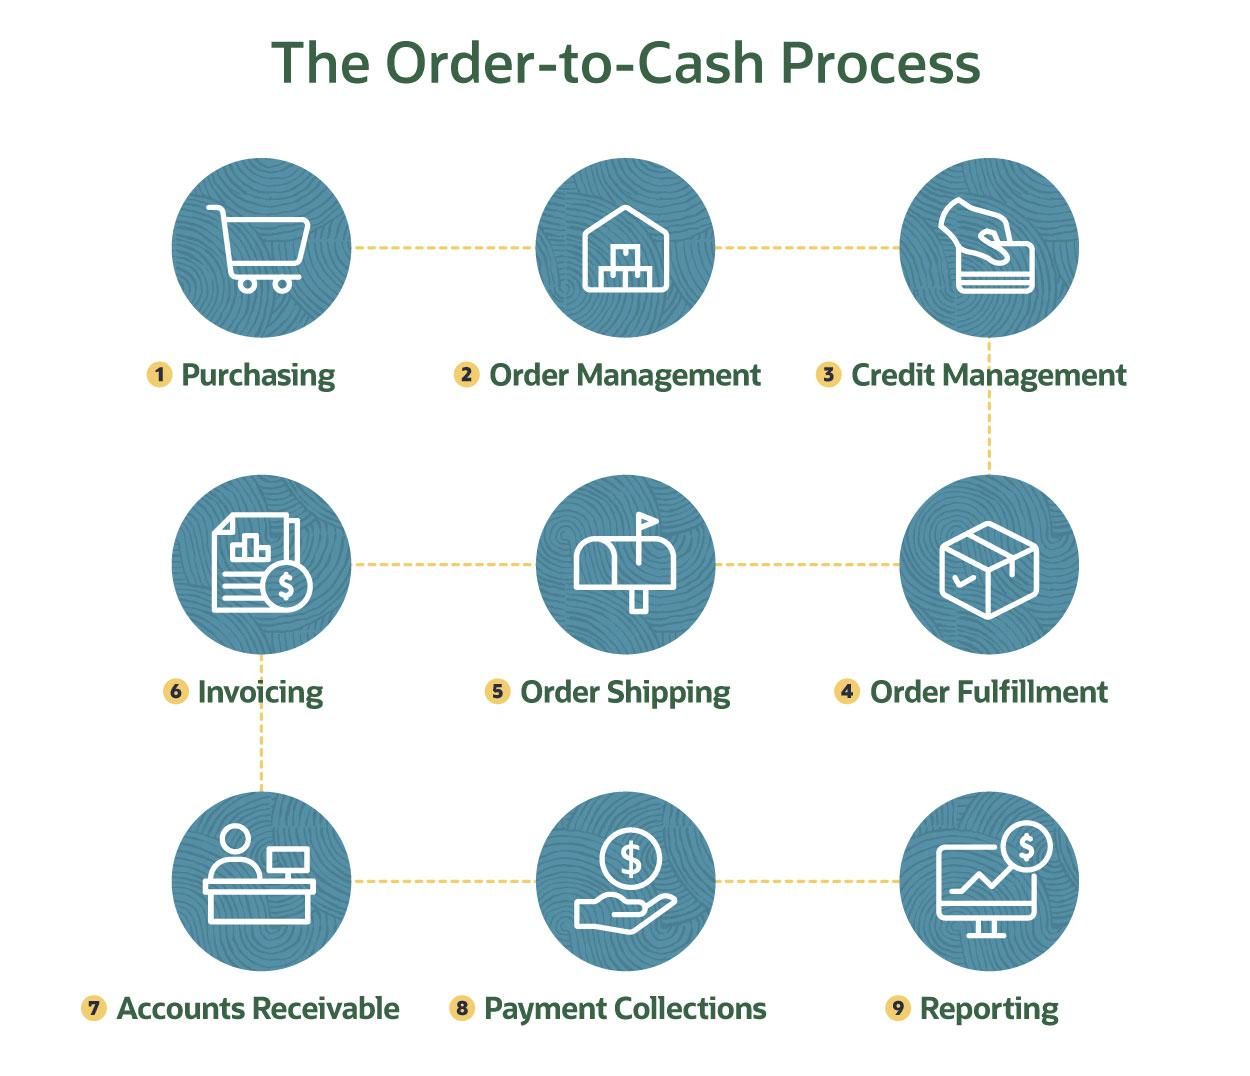 The Order-to-Cash Process
1 Purchasing
2 Order Management
3 Credit Management
6 Invoicing
5 Order Shipping
4 Order Fulfillment
7 Accounts Receivable
8 Payment Collections
9 Reporting